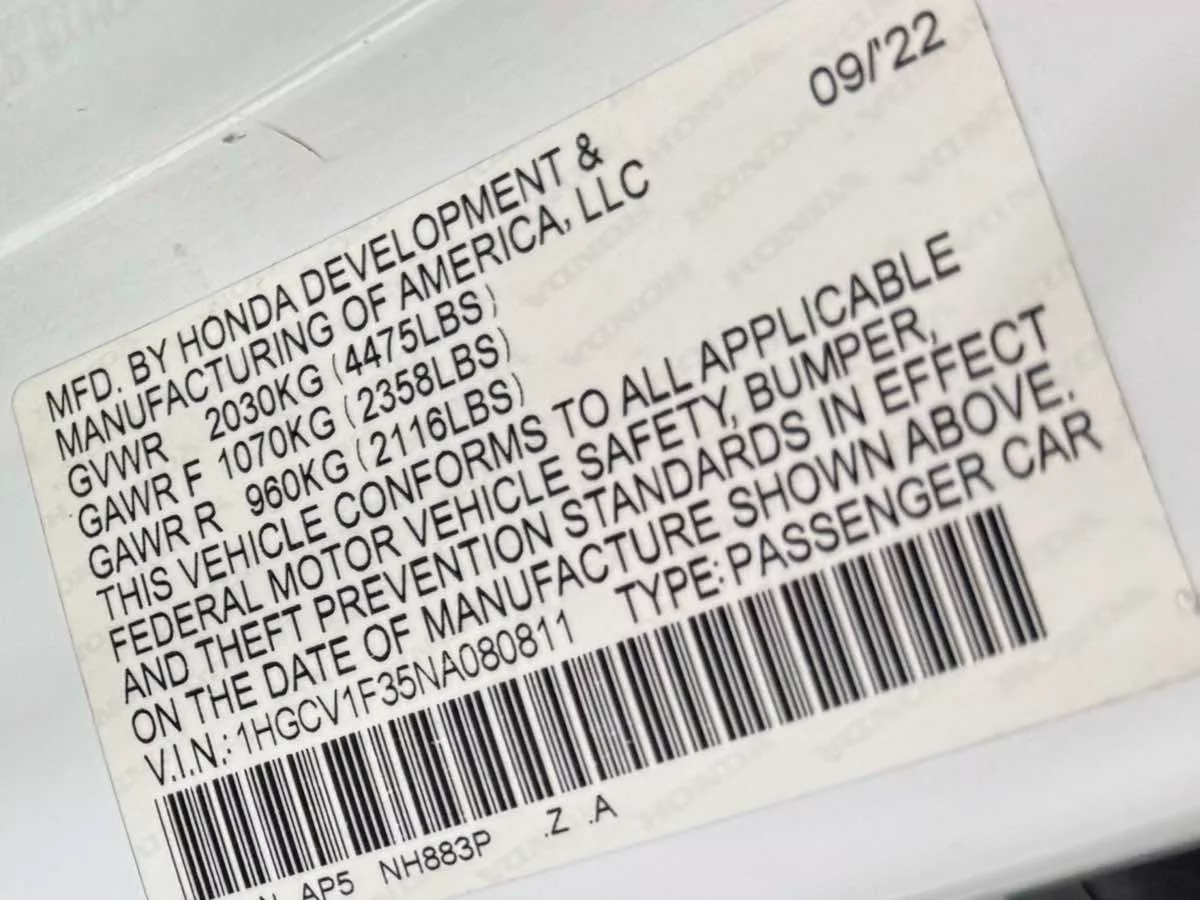 09/'22
MFD. BY HONDA DEVELOPMENT &
MANUFACTURING OF AMERICA, LLC
GVWR 2030KG (4475LBS)
GAWR F 1070KG (2358LBS)
GAWR R 960KG (2116LBS)
THIS VEHICLE CONFORMS TO ALL APPLICABLE
FEDERAL MOTOR VEHICLE SAFETY, BUMPER,
AND THEFT PREVENTION STANDARDS IN EFFECT
ON THE DATE OF MANUFACTURE SHOWN ABOVE.
V.I.N.: 1HGCV1F35NA080811 TYPE: PASSENGER CAR
AP5 NH883P .Z .A